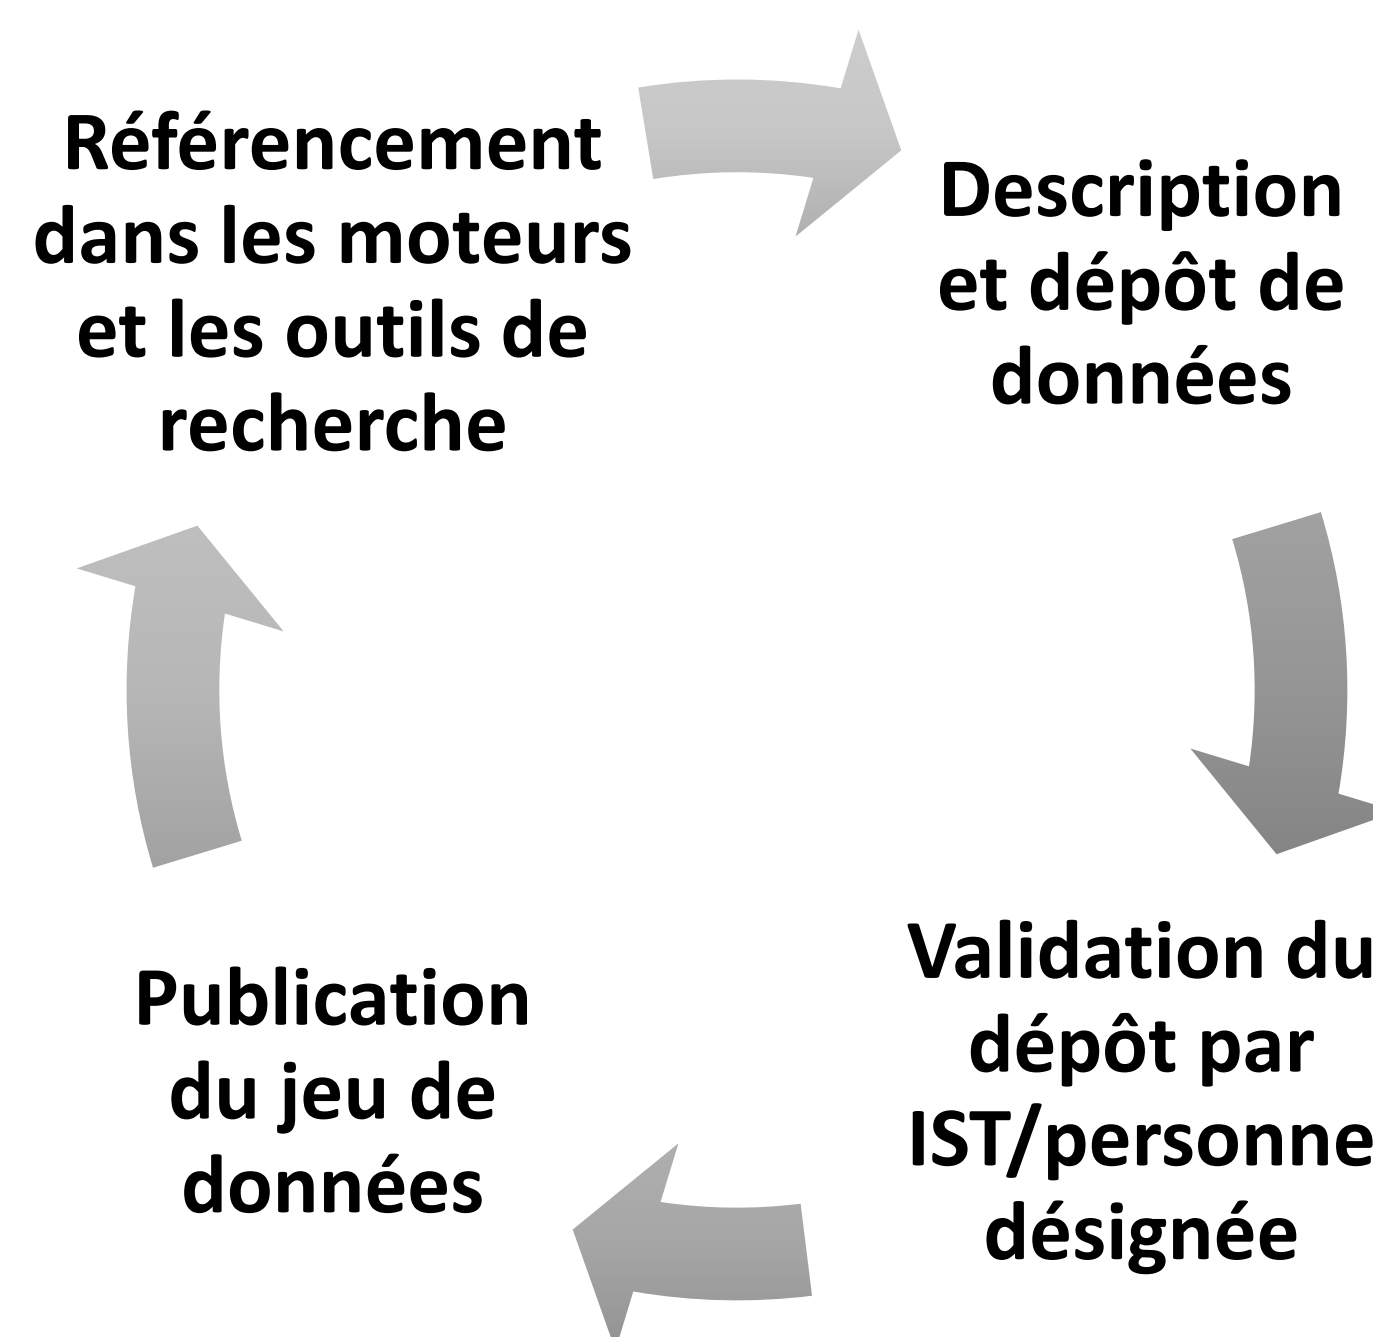 Référencement
dans les moteurs
et les outils de
recherche
Description
et dépôt de
données
Validation du
dépôt par
IST/personne
désignée
Publication
du jeu de
données